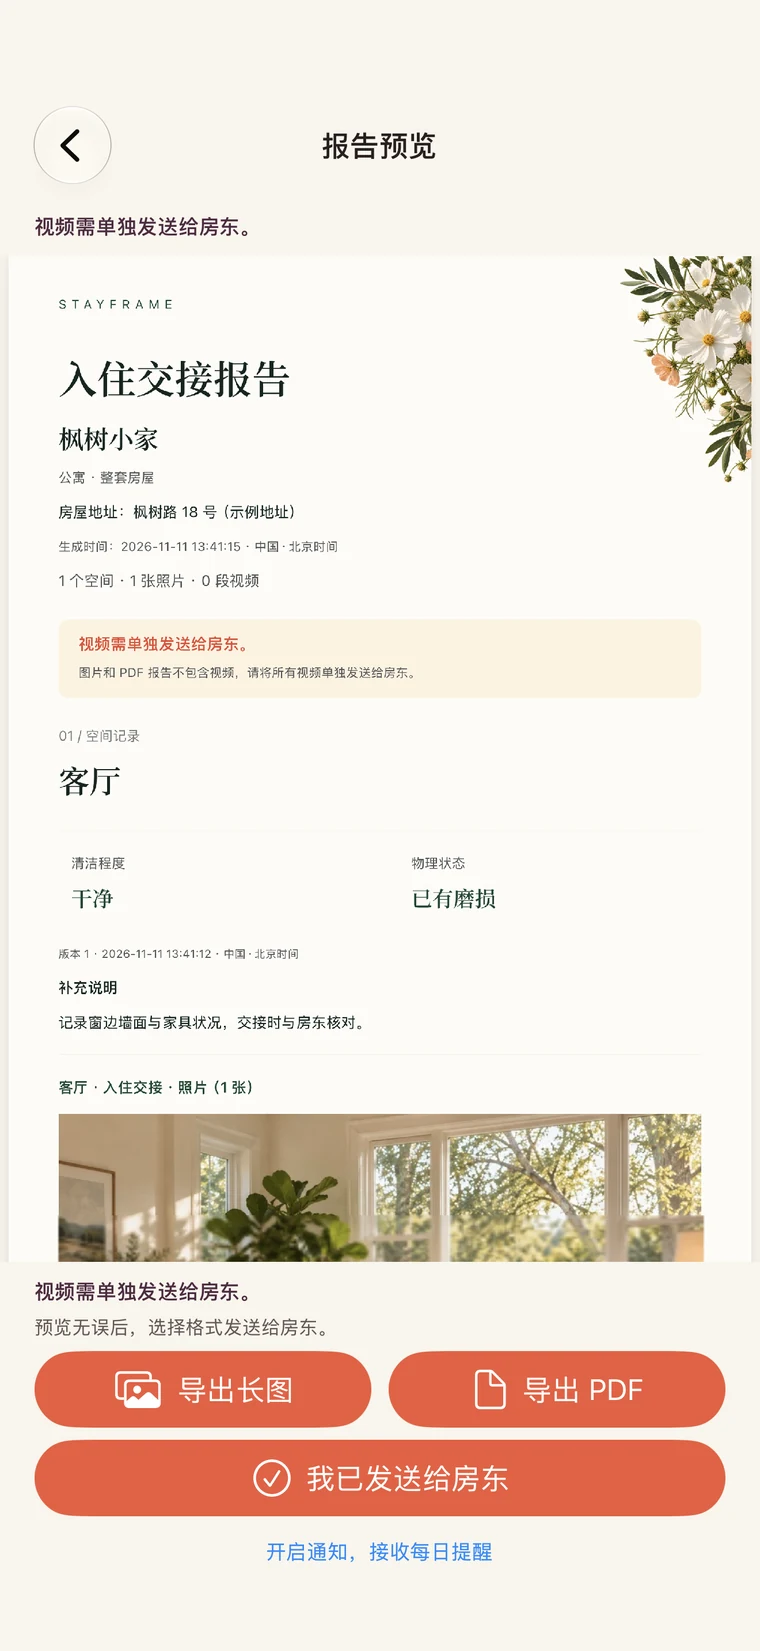 报告预览
视频需单独发送给房东。
STAYFRAME
入住交接报告
枫树小家
公寓 · 整套房屋
房屋地址：枫树路 18 号（示例地址）
生成时间：2026-11-11 13:41:15 · 中国 · 北京时间
1 个空间 · 1 张照片 · 0 段视频
视频需单独发送给房东。
图片和 PDF 报告不包含视频，请将所有视频单独发送给房东。
01 / 空间记录
客厅
清洁程度 物理状态
干净 已有磨损
版本 1 · 2026-11-11 13:41:12 · 中国 · 北京时间
补充说明
记录窗边墙面与家具状况，交接时与房东核对。
客厅 · 入住交接 · 照片（1 张）
视频需单独发送给房东。
预览无误后，选择格式发送给房东。
导出长图 导出 PDF
我已发送给房东
开启通知，接收每日提醒